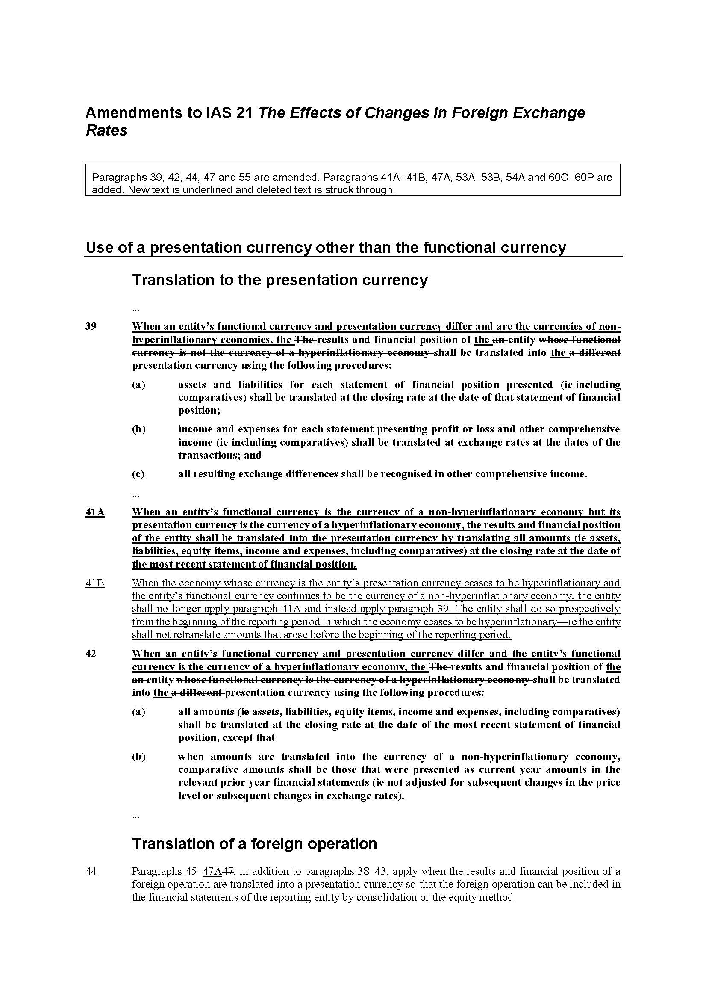 Amendments to IAS 21 The Effects of Changes in Foreign Exchange
Rates
Paragraphs 39, 42, 44, 47 and 55 are amended. Paragraphs 41A–41B, 47A, 53A–53B, 54A and 60O–60P are
added. New text is underlined and deleted text is struck through.
Use of a presentation currency other than the functional currency
Translation to the presentation currency
...
39 When an entity’s functional currency and presentation currency differ and are the currencies of non-
hyperinflationary economies, the The results and financial position of the an entity whose functional
currency is not the currency of a hyperinflationary economy shall be translated into the a different
presentation currency using the following procedures:
(a) assets and liabilities for each statement of financial position presented (ie including
comparatives) shall be translated at the closing rate at the date of that statement of financial
position;
(b) income and expenses for each statement presenting profit or loss and other comprehensive
income (ie including comparatives) shall be translated at exchange rates at the dates of the
transactions; and
(c) all resulting exchange differences shall be recognised in other comprehensive income.
...
41A When an entity’s functional currency is the currency of a non-hyperinflationary economy but its
presentation currency is the currency of a hyperinflationary economy, the results and financial position
of the entity shall be translated into the presentation currency by translating all amounts (ie assets,
liabilities, equity items, income and expenses, including comparatives) at the closing rate at the date of
the most recent statement of financial position.
41B When the economy whose currency is the entity’s presentation currency ceases to be hyperinflationary and
the entity’s functional currency continues to be the currency of a non-hyperinflationary economy, the entity
shall no longer apply paragraph 41A and instead apply paragraph 39. The entity shall do so prospectively
from the beginning of the reporting period in which the economy ceases to be hyperinflationary—ie the entity
shall not retranslate amounts that arose before the beginning of the reporting period.
42 When an entity’s functional currency and presentation currency differ and the entity’s functional
currency is the currency of a hyperinflationary economy, the The results and financial position of the
an entity whose functional currency is the currency of a hyperinflationary economy shall be translated
into the a different presentation currency using the following procedures:
(a) all amounts (ie assets, liabilities, equity items, income and expenses, including comparatives)
shall be translated at the closing rate at the date of the most recent statement of financial
position, except that
(b) when amounts are translated into the currency of a non-hyperinflationary economy,
comparative amounts shall be those that were presented as current year amounts in the
relevant prior year financial statements (ie not adjusted for subsequent changes in the price
level or subsequent changes in exchange rates).
...
Translation of a foreign operation
44 Paragraphs 45–47A47, in addition to paragraphs 38–43, apply when the results and financial position of a
foreign operation are translated into a presentation currency so that the foreign operation can be included in
the financial statements of the reporting entity by consolidation or the equity method.